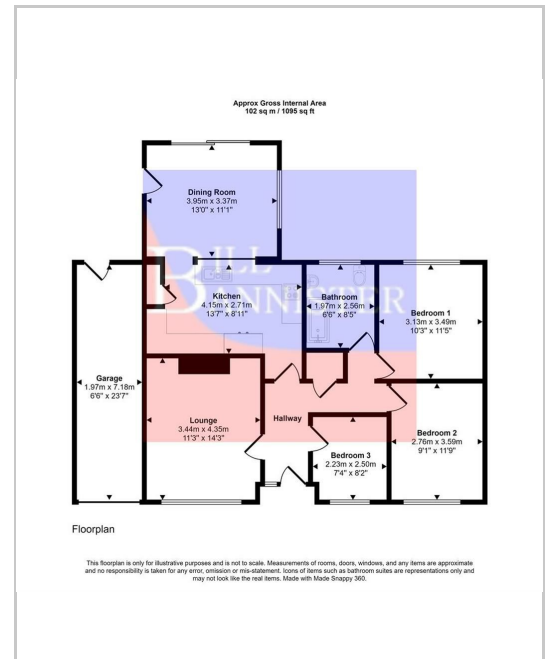 Approx Gross Internal Area
102 sq m / 1095 sq ft
Dining Room
3.95m x 3.37m
13'0" x 11'1"
BILL
BANNISTER
Kitchen
4.15m x 2.71m
13'7" x 8'11"
Bathroom
1.97m x 2.56m
6'6" x 8'5"
Bedroom 1
3.13m x 3.49m
10'3" x 11'5"
Garage
1.97m x 7.18m
6'6" x 23'7"
Lounge
3.44m x 4.35m
11'3" x 14'3"
Hallway
Bedroom 2
2.76m x 3.59m
9'1" x 11'9"
Bedroom 3
2.23m x 2.50m
7'4" x 8'2"
Floorplan
This floorplan is only for illustrative purposes and is not to scale. Measurements of rooms, doors, windows, and any items are approximate
and no responsibility is taken for any error, omission or mis-statement. Icons of items such as bathroom suites are representations only and
may not look like the real items. Made with Made Snappy 360.